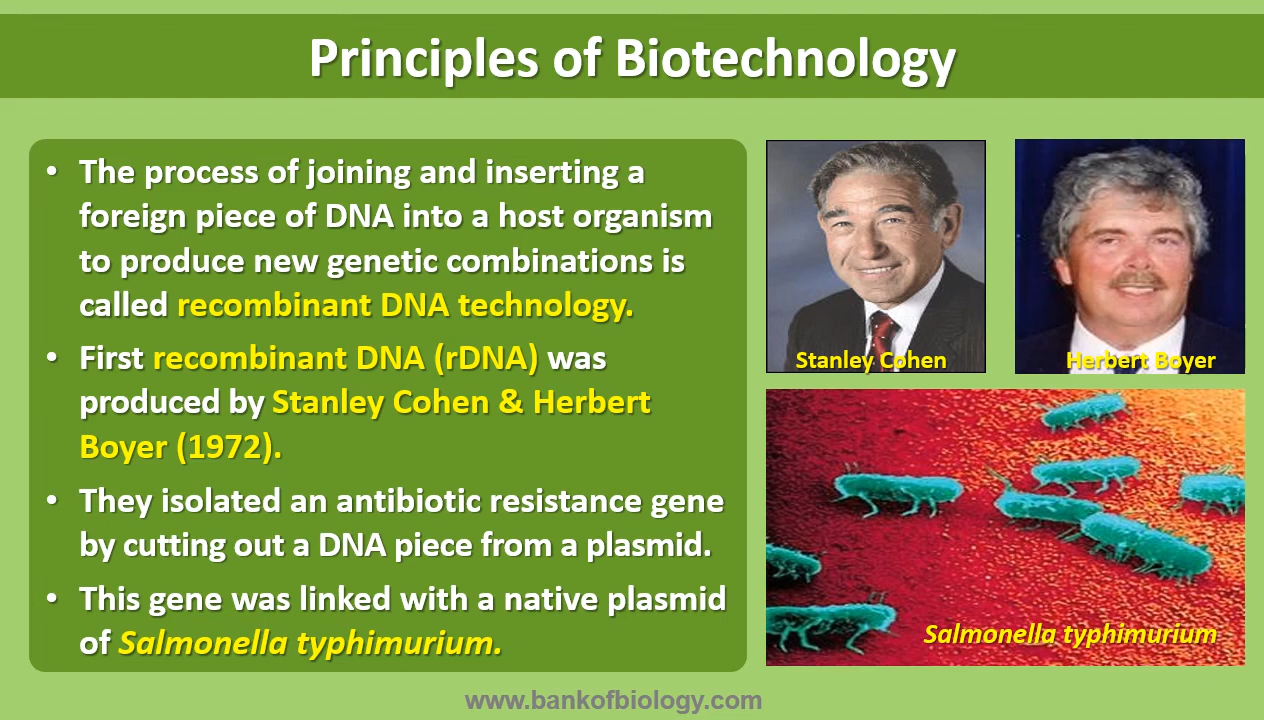 Principles of Biotechnology
• The process of joining and inserting a
foreign piece of DNA into a host organism
to produce new genetic combinations is
called recombinant DNA technology.
• First recombinant DNA (rDNA) was
produced by Stanley Cohen & Herbert
Boyer (1972).
• They isolated an antibiotic resistance gene
by cutting out a DNA piece from a plasmid.
• This gene was linked with a native plasmid
of Salmonella typhimurium.
Stanley Cohen
Herbert Boyer
Salmonella typhimurium
www.bankofbiology.com